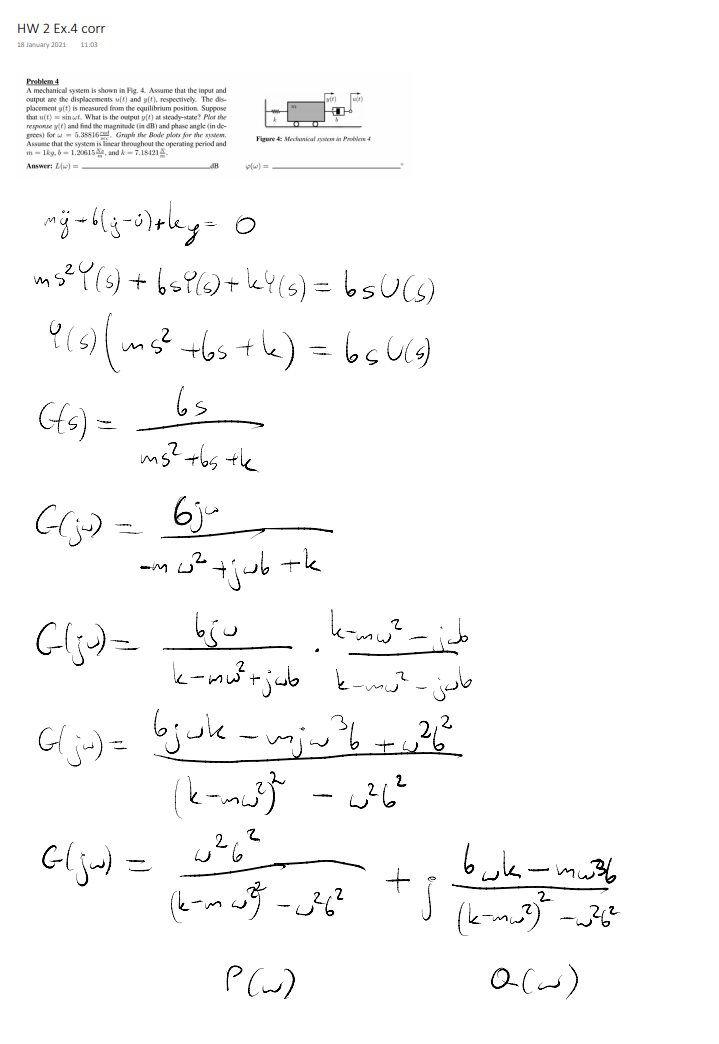 HW 2 Ex.4 corr
18 January 2021 11:03
Problem 4
A mechanical system is shown in Fig. 4. Assume that the input and
output are the displacements u(t) and y(t), respectively. The dis-
placement y(t) is measured from the equilibrium position. Suppose
that u(t) = sin ωt. What is the output y(t) at steady-state? Plot the
response y(t) and find the magnitude (in dB) and phase angle (in de-
grees) for ω = 5.38816 rad/sec. Graph the Bode plots for the system.
Assume that the system is linear throughout the operating period and
m = 1kg, b = 1.20615 Ns/m, and k = 7.18421 N/m.
Answer: L(ω) = ____ dB φ(ω) = ____ °
m y(t) u(t)
k b
Figure 4: Mechanical system in Problem 4
mÿ + b(ẏ - u̇) + ky = 0
ms²Y(s) + bsY(s) + kY(s) = bsU(s)
Y(s)(ms² + bs + k) = bsU(s)
G(s) = bs / (ms² + bs + k)
G(jω) = bjω / (-mω² + jωb + k)
G(jω) = bjω / (k-mω² + jωb) · (k-mω² - jωb) / (k-mω² - jωb)
G(jω) = (bjωk - mjω³b + ω²b²) / ((k-mω²)² - ω²b²)
G(jω) = ω²b² / ((k-mω²)² - ω²b²) + j (bωk - mω³b) / ((k-mω²)² - ω²b²)
P(ω) Q(ω)